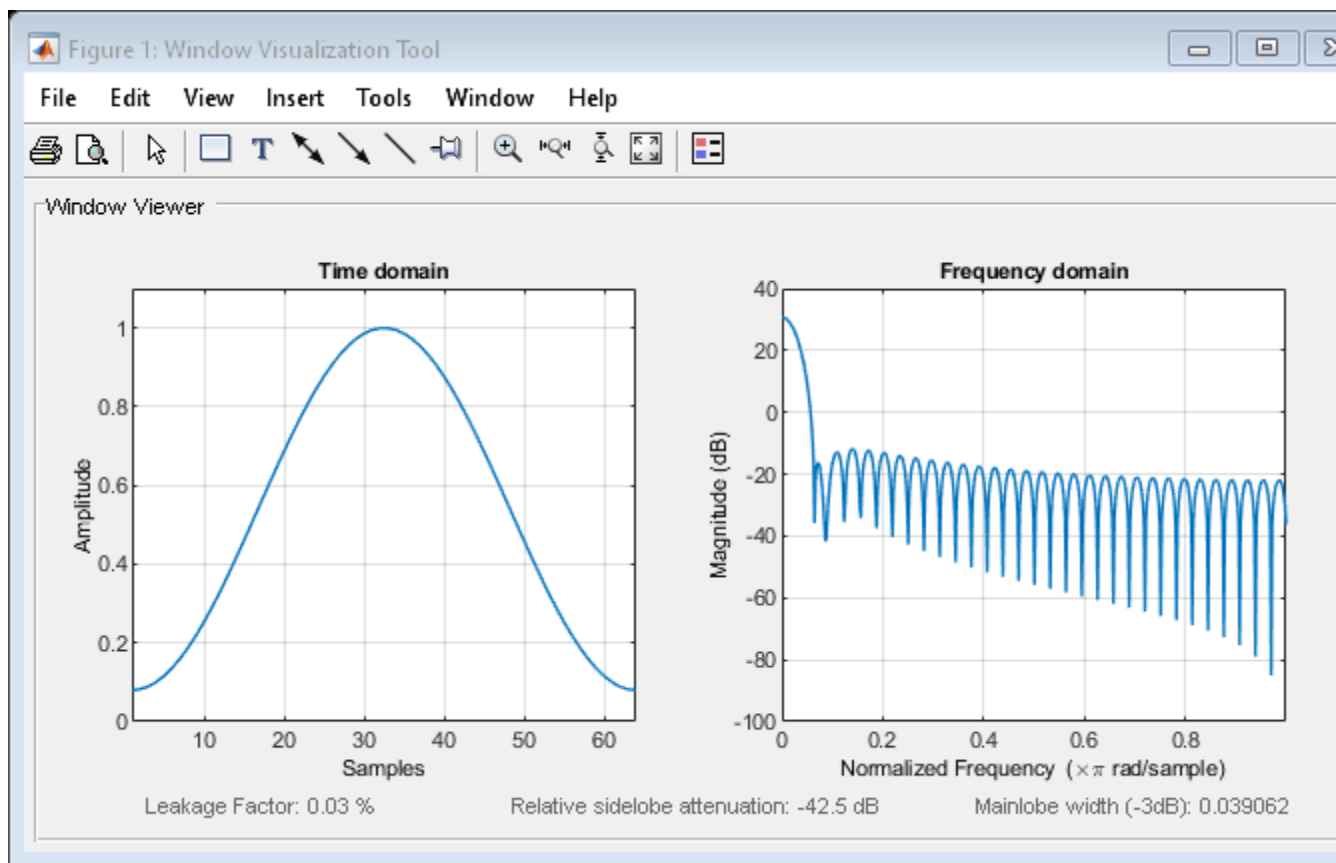 Figure 1: Window Visualization Tool
File Edit View Insert Tools Window Help
T
Window Viewer
Time domain
1
0.8
0.6
0.4
0.2
0
Amplitude
10 20 30 40 50 60
Samples
Frequency domain
40
20
0
-20
-40
-60
-80
-100
Magnitude (dB)
0 0.2 0.4 0.6 0.8
Normalized Frequency (×π rad/sample)
Leakage Factor: 0.03 % Relative sidelobe attenuation: -42.5 dB Mainlobe width (-3dB): 0.039062